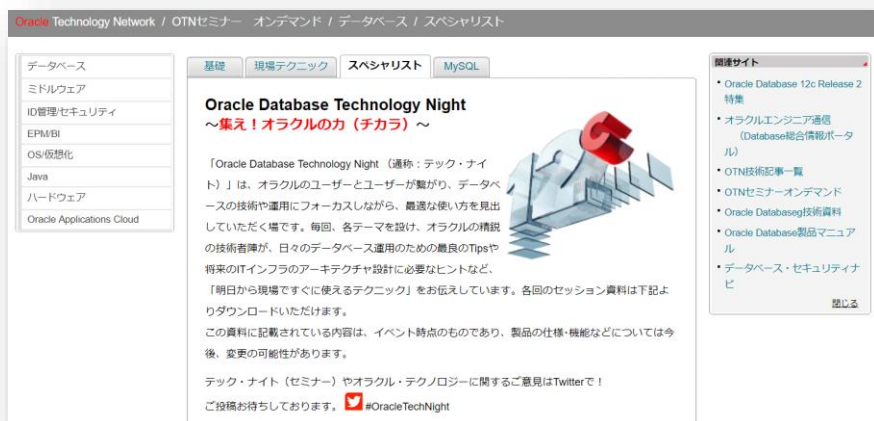 Oracle Technology Network / OTNセミナー オンデマンド / データベース / スペシャリスト
データベース
ミドルウェア
ID管理/セキュリティ
EPM/BI
OS/仮想化
Java
ハードウェア
Oracle Applications Cloud
基礎
現場テクニック
スペシャリスト
MySQL
Oracle Database Technology Night
～集え！オラクルの力（チカラ）～
「Oracle Database Technology Night （通称：テック・ナイ
ト）」は、オラクルのユーザーとユーザーが繋がり、データベ
ースの技術や運用にフォーカスしながら、最適な使い方を見出
していただく場です。毎回、各テーマを設け、オラクルの精鋭
の技術者陣が、日々のデータベース運用のための最良のTipsや
将来のITインフラのアーキテクチャ設計に必要なヒントなど、
「明日から現場ですぐに使えるテクニック」をお伝えしています。各回のセッション資料は下記よ
りダウンロードいただけます。
この資料に記載されている内容は、イベント時点のものであり、製品の仕様・機能などについては今
後、変更の可能性があります。
テック・ナイト（セミナー）やオラクル・テクノロジーに関するご意見はTwitterで！
ご投稿お待ちしております。 #OracleTechNight
12c
関連サイト
• Oracle Database 12c Release 2
特集
• オラクルエンジニア通信
（Database総合情報ポータ
ル）
• OTN技術記事一覧
• OTNセミナーオンデマンド
• Oracle Databaseg技術資料
• Oracle Database製品マニュア
ル
• データベース・セキュリティナ
ビ
閉じる